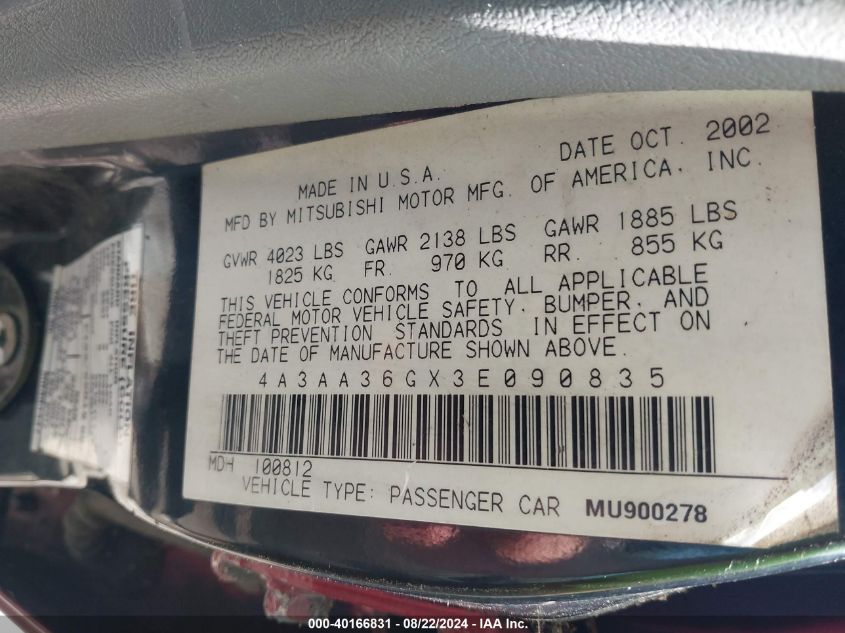 DATE OCT. 2002
MADE IN U.S.A.
MFD BY MITSUBISHI MOTOR MFG. OF AMERICA, INC.
GVWR 4023 LBS GAWR 2138 LBS GAWR 1885 LBS
1825 KG FR. 970 KG RR. 855 KG
THIS VEHICLE CONFORMS TO ALL APPLICABLE
FEDERAL MOTOR VEHICLE SAFETY, BUMPER, AND
THEFT PREVENTION STANDARDS IN EFFECT ON
THE DATE OF MANUFACTURE SHOWN ABOVE.
4A3AA36GX3E090835
MDH 100812
VEHICLE TYPE: PASSENGER CAR MU900278
TIRE INFLATION
PRESSURE
000-40166831 - 08/22/2024 - IAA Inc.